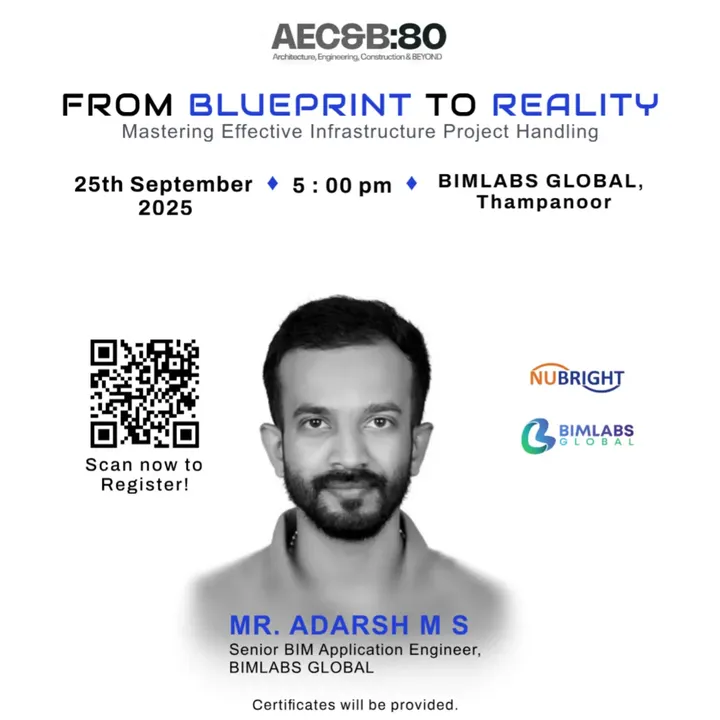 AEC&B:80
Architecture, Engineering, Construction & BEYOND
FROM BLUEPRINT TO REALITY
Mastering Effective Infrastructure Project Handling
25th September
2025
5 : 00 pm
BIMLABS GLOBAL,
Thampanoor
Scan now to
Register!
NUBRIGHT
BIMLABS
GLOBAL
MR. ADARSH M S
Senior BIM Application Engineer,
BIMLABS GLOBAL
Certificates will be provided.